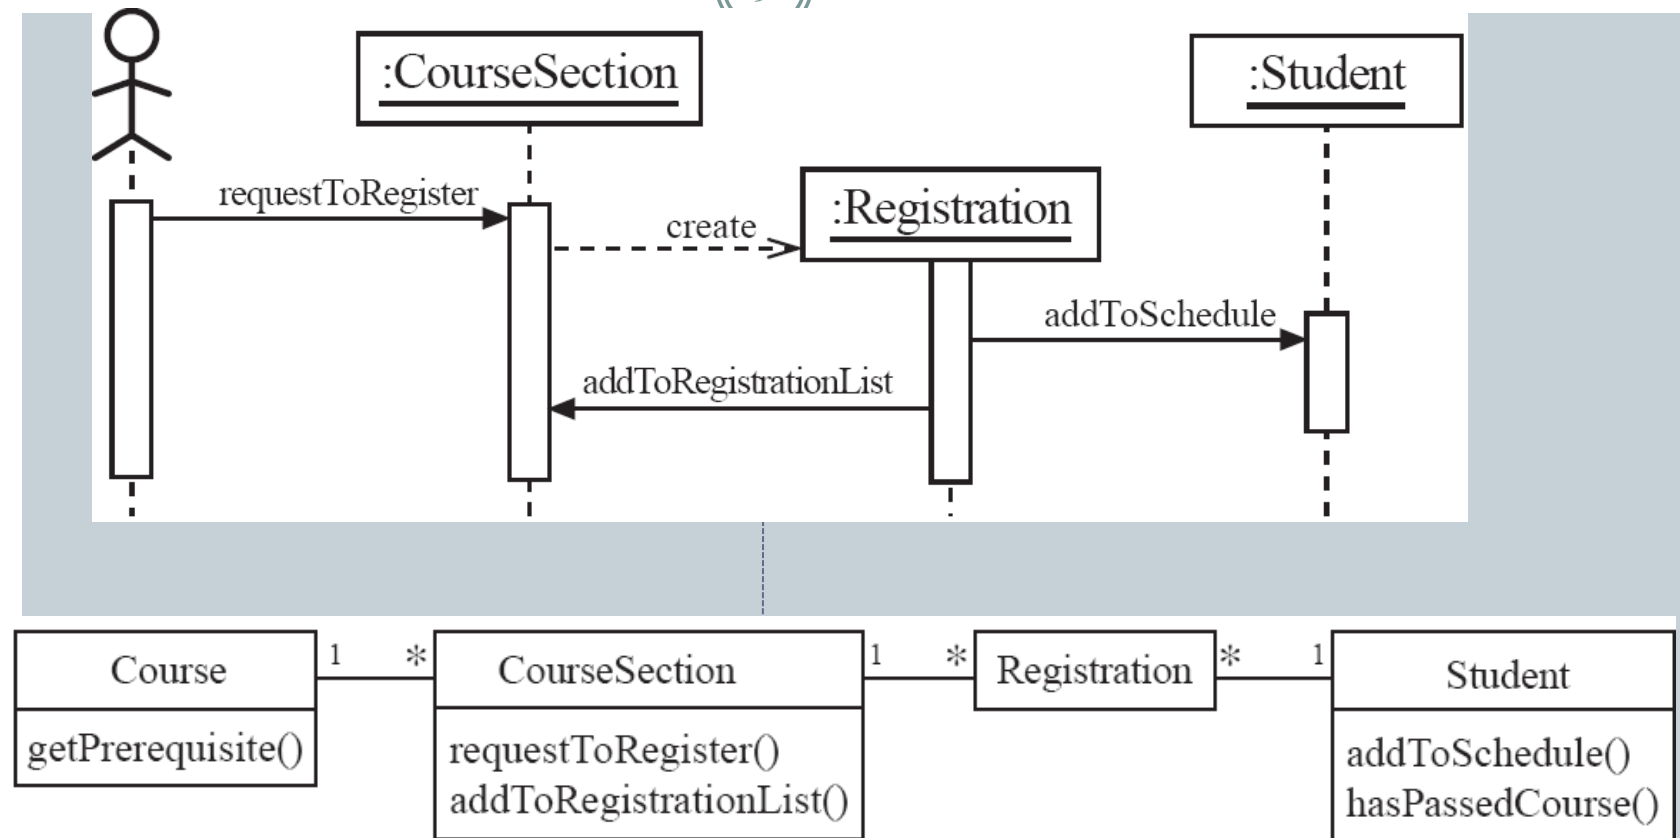 :CourseSection
:Student
requestToRegister
create
:Registration
addToSchedule
addToRegistrationList
Course
1
*
CourseSection
1
*
Registration
*
1
Student
getPrerequisite()
requestToRegister()
addToRegistrationList()
addToSchedule()
hasPassedCourse()